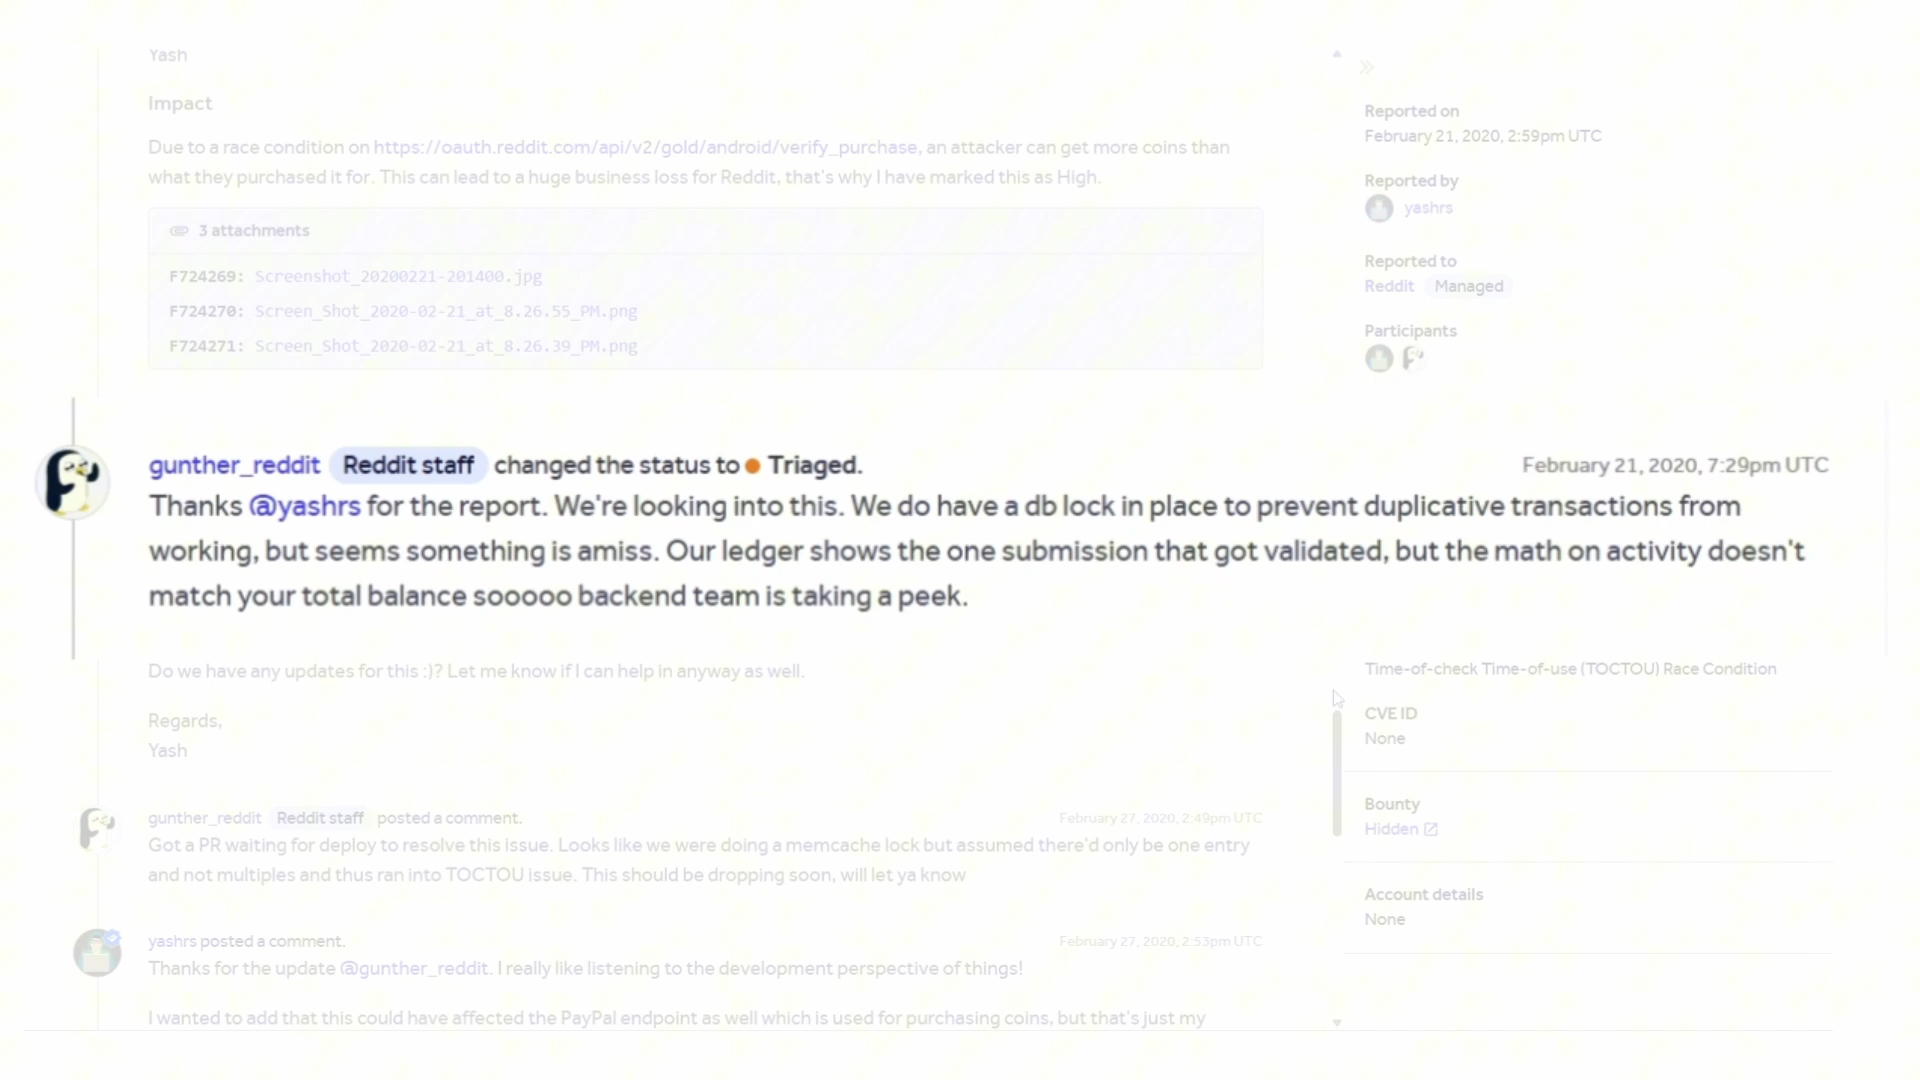 Yash
Impact
Due to a race condition on https://oauth.reddit.com/api/v2/gold/android/verify_purchase, an attacker can get more coins than
what they purchased it for. This can lead to a huge business loss for Reddit, that's why I have marked this as High.
3 attachments
F724269: Screenshot_20200221-201400.jpg
F724270: Screen_Shot_2020-02-21_at_8.26.55_PM.png
F724271: Screen_Shot_2020-02-21_at_8.26.39_PM.png
Reported on
February 21, 2020, 2:59pm UTC
Reported by
yashrs
Reported to
Reddit Managed
Participants
gunther_reddit Reddit staff changed the status to Triaged. February 21, 2020, 7:29pm UTC
Thanks @yashrs for the report. We're looking into this. We do have a db lock in place to prevent duplicative transactions from
working, but seems something is amiss. Our ledger shows the one submission that got validated, but the math on activity doesn't
match your total balance sooooo backend team is taking a peek.
Do we have any updates for this :)? Let me know if I can help in anyway as well.
Regards,
Yash
gunther_reddit Reddit staff posted a comment. February 27, 2020, 2:49pm UTC
Got a PR waiting for deploy to resolve this issue. Looks like we were doing a memcache lock but assumed there'd only be one entry
and not multiples and thus ran into TOCTOU issue. This should be dropping soon, will let ya know
yashrs posted a comment. February 27, 2020, 2:53pm UTC
Thanks for the update @gunther_reddit. I really like listening to the development perspective of things!
I wanted to add that this could have affected the PayPal endpoint as well which is used for purchasing coins, but that's just my
Time-of-check Time-of-use (TOCTOU) Race Condition
CVE ID
None
Bounty
Hidden
Account details
None